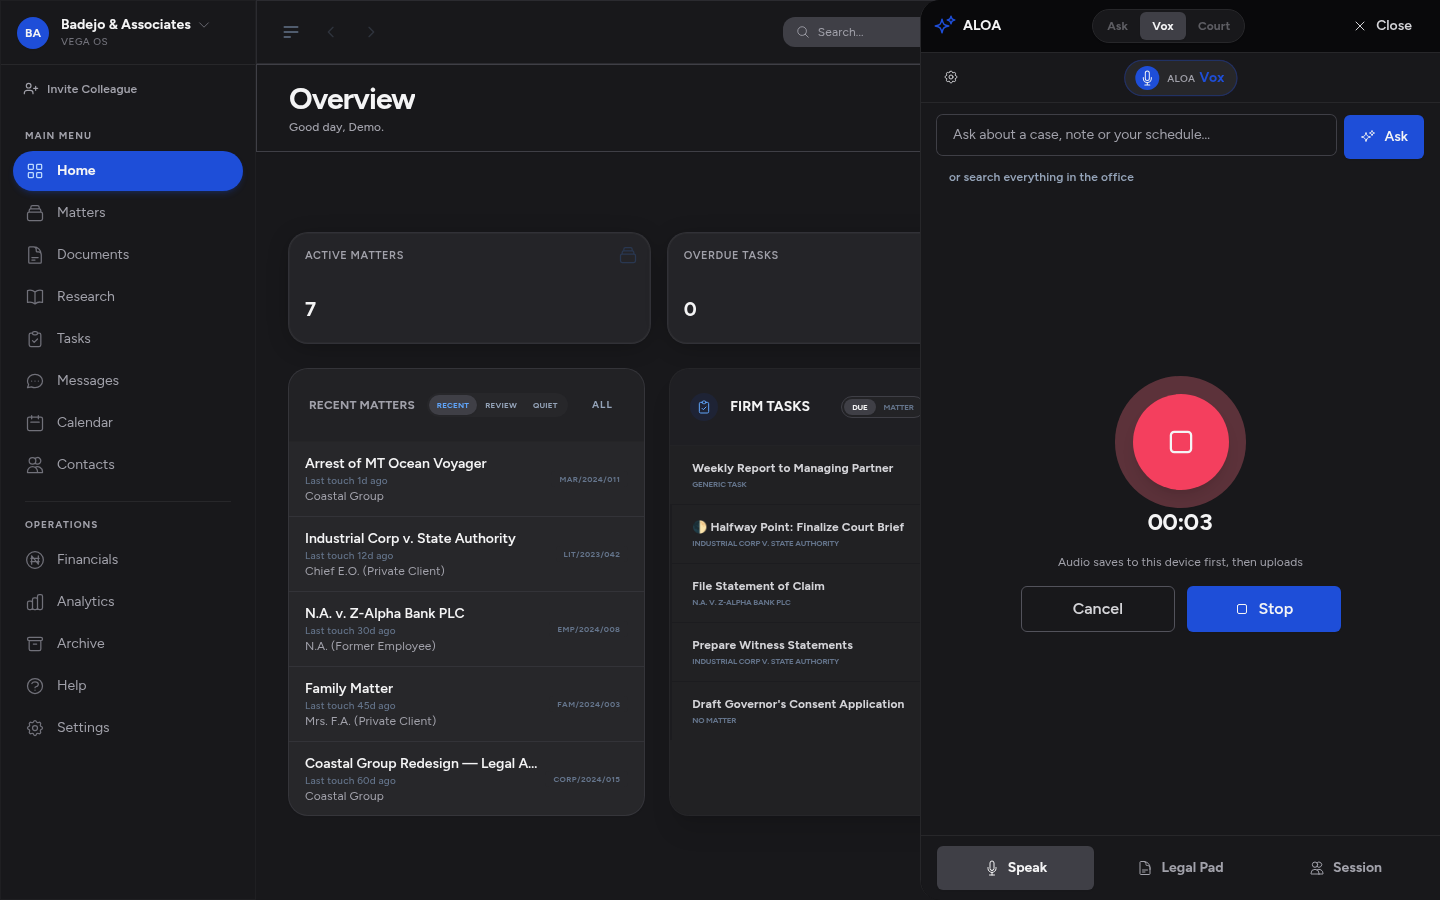 BA
Badejo & Associates
VEGA OS
Invite Colleague
MAIN MENU
Home
Matters
Documents
Research
Tasks
Messages
Calendar
Contacts
OPERATIONS
Financials
Analytics
Archive
Help
Settings
Search...
Overview
Good day, Demo.
ACTIVE MATTERS
7
OVERDUE TASKS
0
RECENT MATTERS
RECENT
REVIEW
QUIET
ALL
Arrest of MT Ocean Voyager
Last touch 1d ago
MAR/2024/011
Coastal Group
Industrial Corp v. State Authority
Last touch 12d ago
LIT/2023/042
Chief E.O. (Private Client)
N.A. v. Z-Alpha Bank PLC
Last touch 30d ago
EMP/2024/008
N.A. (Former Employee)
Family Matter
Last touch 45d ago
FAM/2024/003
Mrs. F.A. (Private Client)
Coastal Group Redesign — Legal A...
Last touch 60d ago
CORP/2024/015
Coastal Group
FIRM TASKS
DUE
MATTER
Weekly Report to Managing Partner
GENERIC TASK
🌗 Halfway Point: Finalize Court Brief
INDUSTRIAL CORP V. STATE AUTHORITY
File Statement of Claim
N.A. V. Z-ALPHA BANK PLC
Prepare Witness Statements
INDUSTRIAL CORP V. STATE AUTHORITY
Draft Governor's Consent Application
NO MATTER
ALOA
Ask
Vox
Court
Close
ALOA Vox
Ask about a case, note or your schedule...
Ask
or search everything in the office
00:03
Audio saves to this device first, then uploads
Cancel
Stop
Speak
Legal Pad
Session